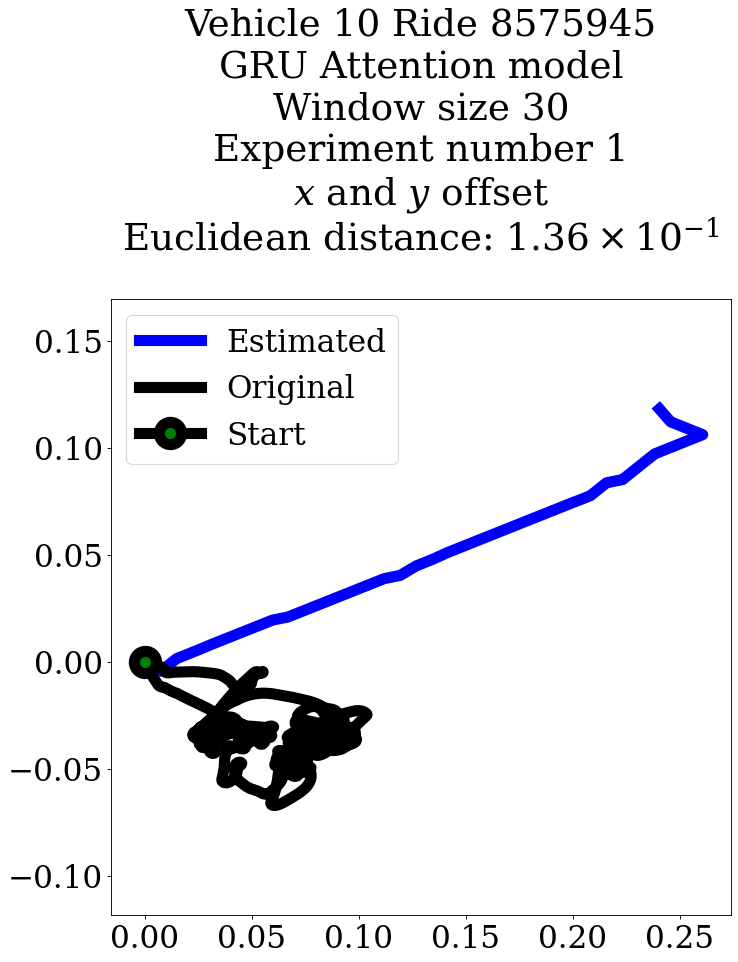 Vehicle 10 Ride 8575945
GRU Attention model
Window size 30
Experiment number 1
x and y offset
Euclidean distance: 1.36 × 10⁻¹
Estimated
Original
Start
0.15
0.10
0.05
0.00
−0.05
−0.10
0.00 0.05 0.10 0.15 0.20 0.25